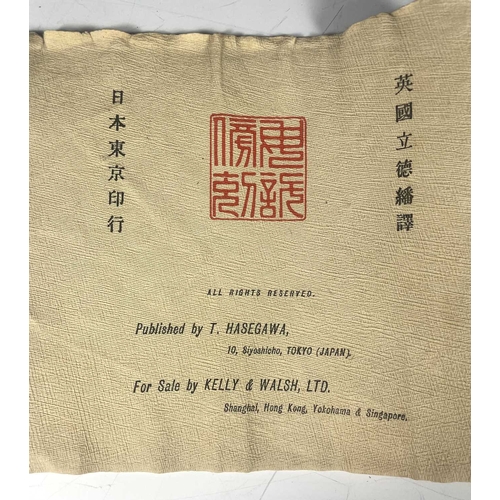 英國立德繙譯
日本東京印行
ALL RIGHTS RESERVED.
Published by T. HASEGAWA,
10, Siyoshicho, TOKYO (JAPAN),
For Sale by KELLY & WALSH, LTD.
Shanghai, Hong Kong, Yokohama & Singapore.